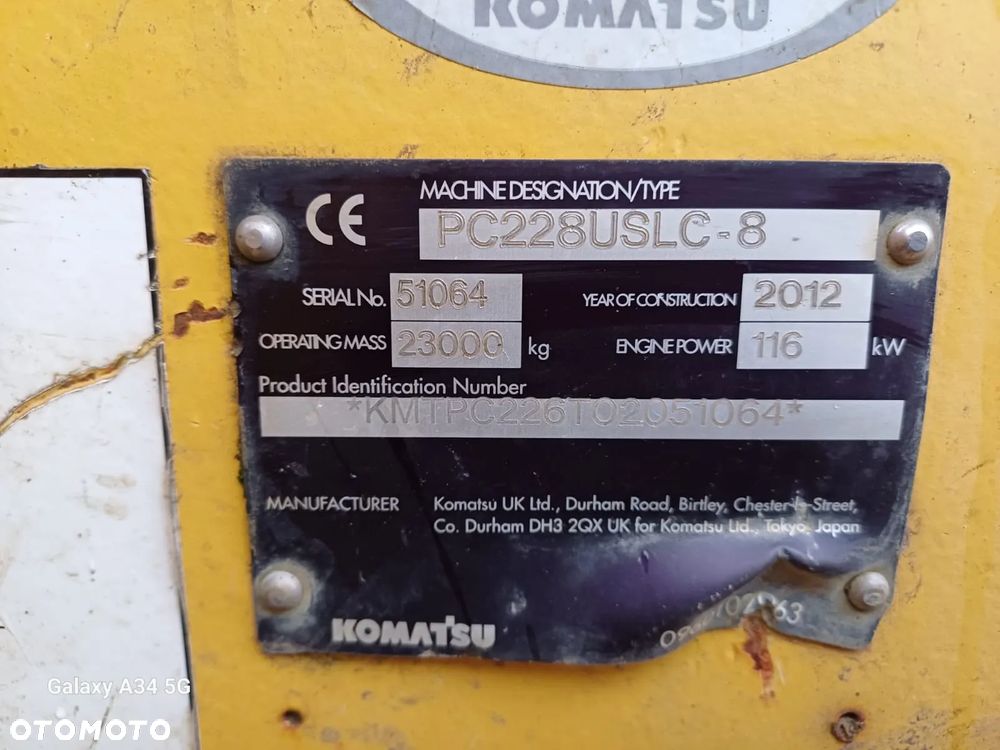 KOMATSU
CE
MACHINE DESIGNATION/TYPE
PC228USLC-8
SERIAL No. 51064
YEAR OF CONSTRUCTION 2012
OPERATING MASS 23000 kg
ENGINE POWER 116 kW
Product Identification Number
*KMTPC226T02051064*
MANUFACTURER
Komatsu UK Ltd., Durham Road, Birtley, Chester-le-Street,
Co. Durham DH3 2QX UK for Komatsu Ltd., Tokyo, Japan
KOMATSU
Galaxy A34 5G
OTOMOTO